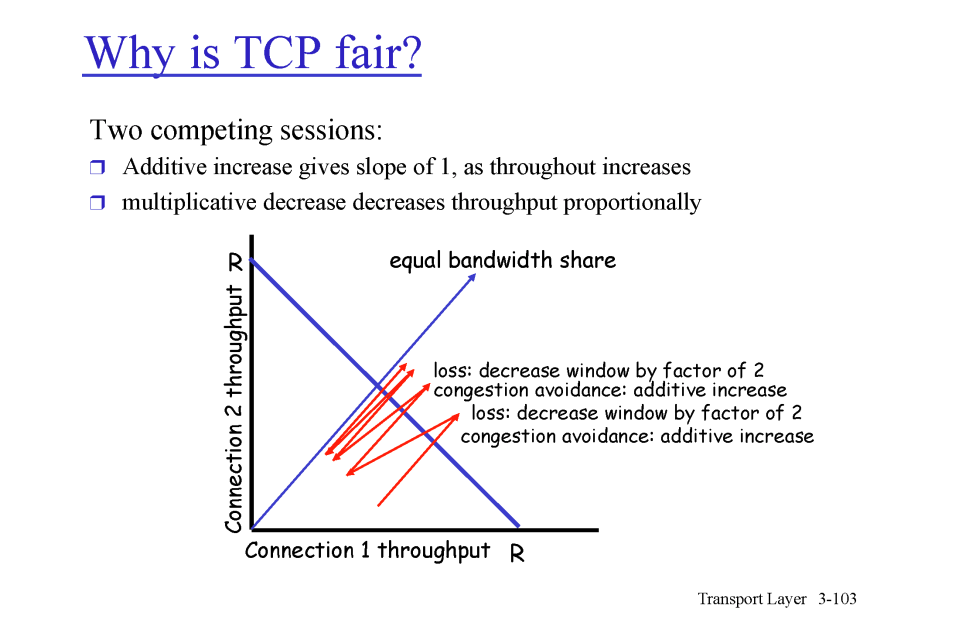 Why is TCP fair?
Two competing sessions:
Additive increase gives slope of 1, as throughout increases
multiplicative decrease decreases throughput proportionally
R
equal bandwidth share
Connection 2 throughput
loss: decrease window by factor of 2
congestion avoidance: additive increase
loss: decrease window by factor of 2
congestion avoidance: additive increase
Connection 1 throughput
R
Transport Layer 3-103